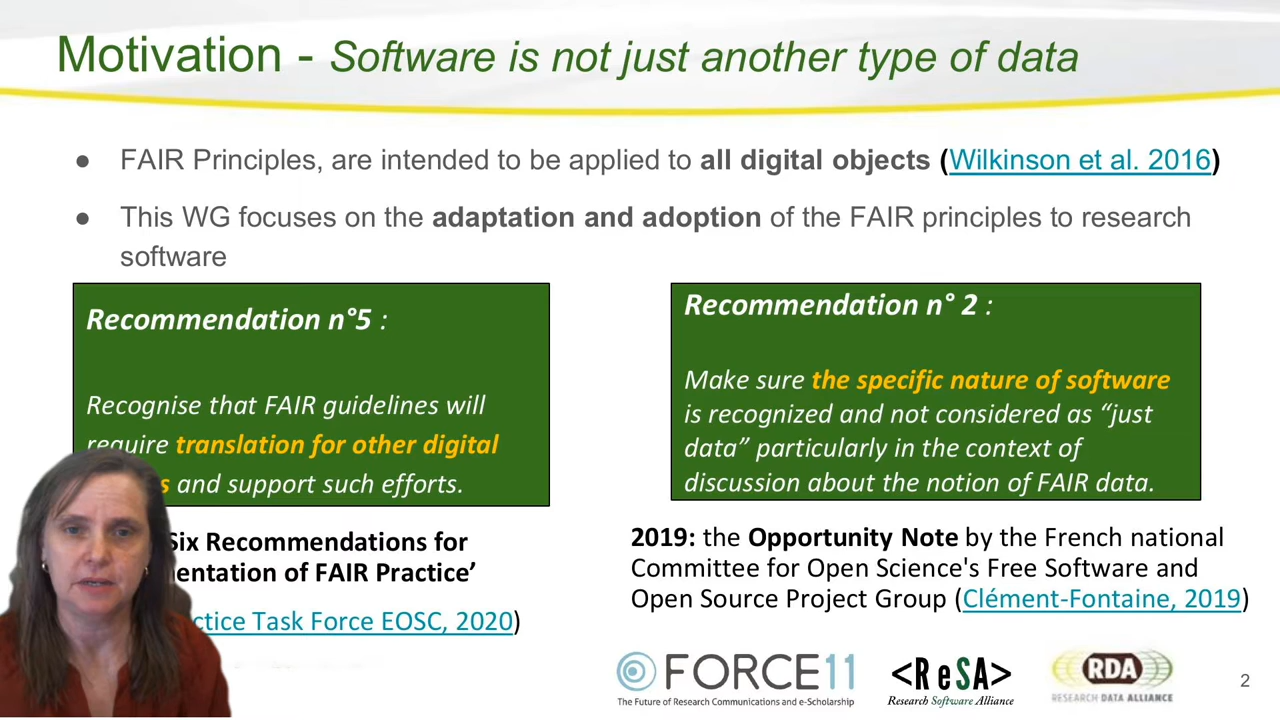 Motivation - Software is not just another type of data
● FAIR Principles, are intended to be applied to all digital objects (Wilkinson et al. 2016)
● This WG focuses on the adaptation and adoption of the FAIR principles to research
software
Recommendation n°5 :
Recognise that FAIR guidelines will
require translation for other digital
and support such efforts.
Six Recommendations for
of FAIR Practice’
Task Force EOSC, 2020)
Recommendation n° 2 :
Make sure the specific nature of software
is recognized and not considered as “just
data” particularly in the context of
discussion about the notion of FAIR data.
2019: the Opportunity Note by the French national
Committee for Open Science's Free Software and
Open Source Project Group (Clément-Fontaine, 2019)
FORCE11
The Future of Research Communications and e-Scholarship
<ReSA>
Research Software Alliance
RDA
RESEARCH DATA ALLIANCE
2